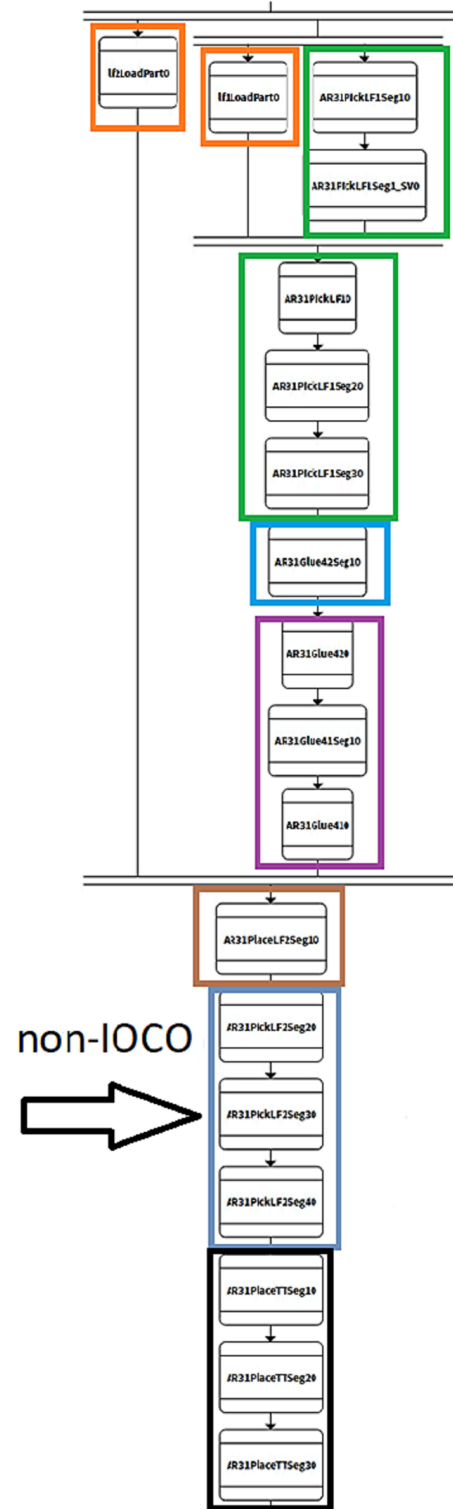 lf2LoadPart0
lf1LoadPart0
AR31PickLF1Seg10
AR31PickLF1Seg1_SV0
AR31PickLF10
AR31PickLF1Seg20
AR31PickLF1Seg30
AR31Glue42Seg10
AR31Glue420
AR31Glue41Seg10
AR31Glue410
AR31PlaceLF2Seg10
AR31PickLF2Seg20
non-IOCO
AR31PickLF2Seg30
AR31PickLF2Seg40
AR31PlaceTTSeg10
AR31PlaceTTSeg20
AR31PlaceTTSeg30